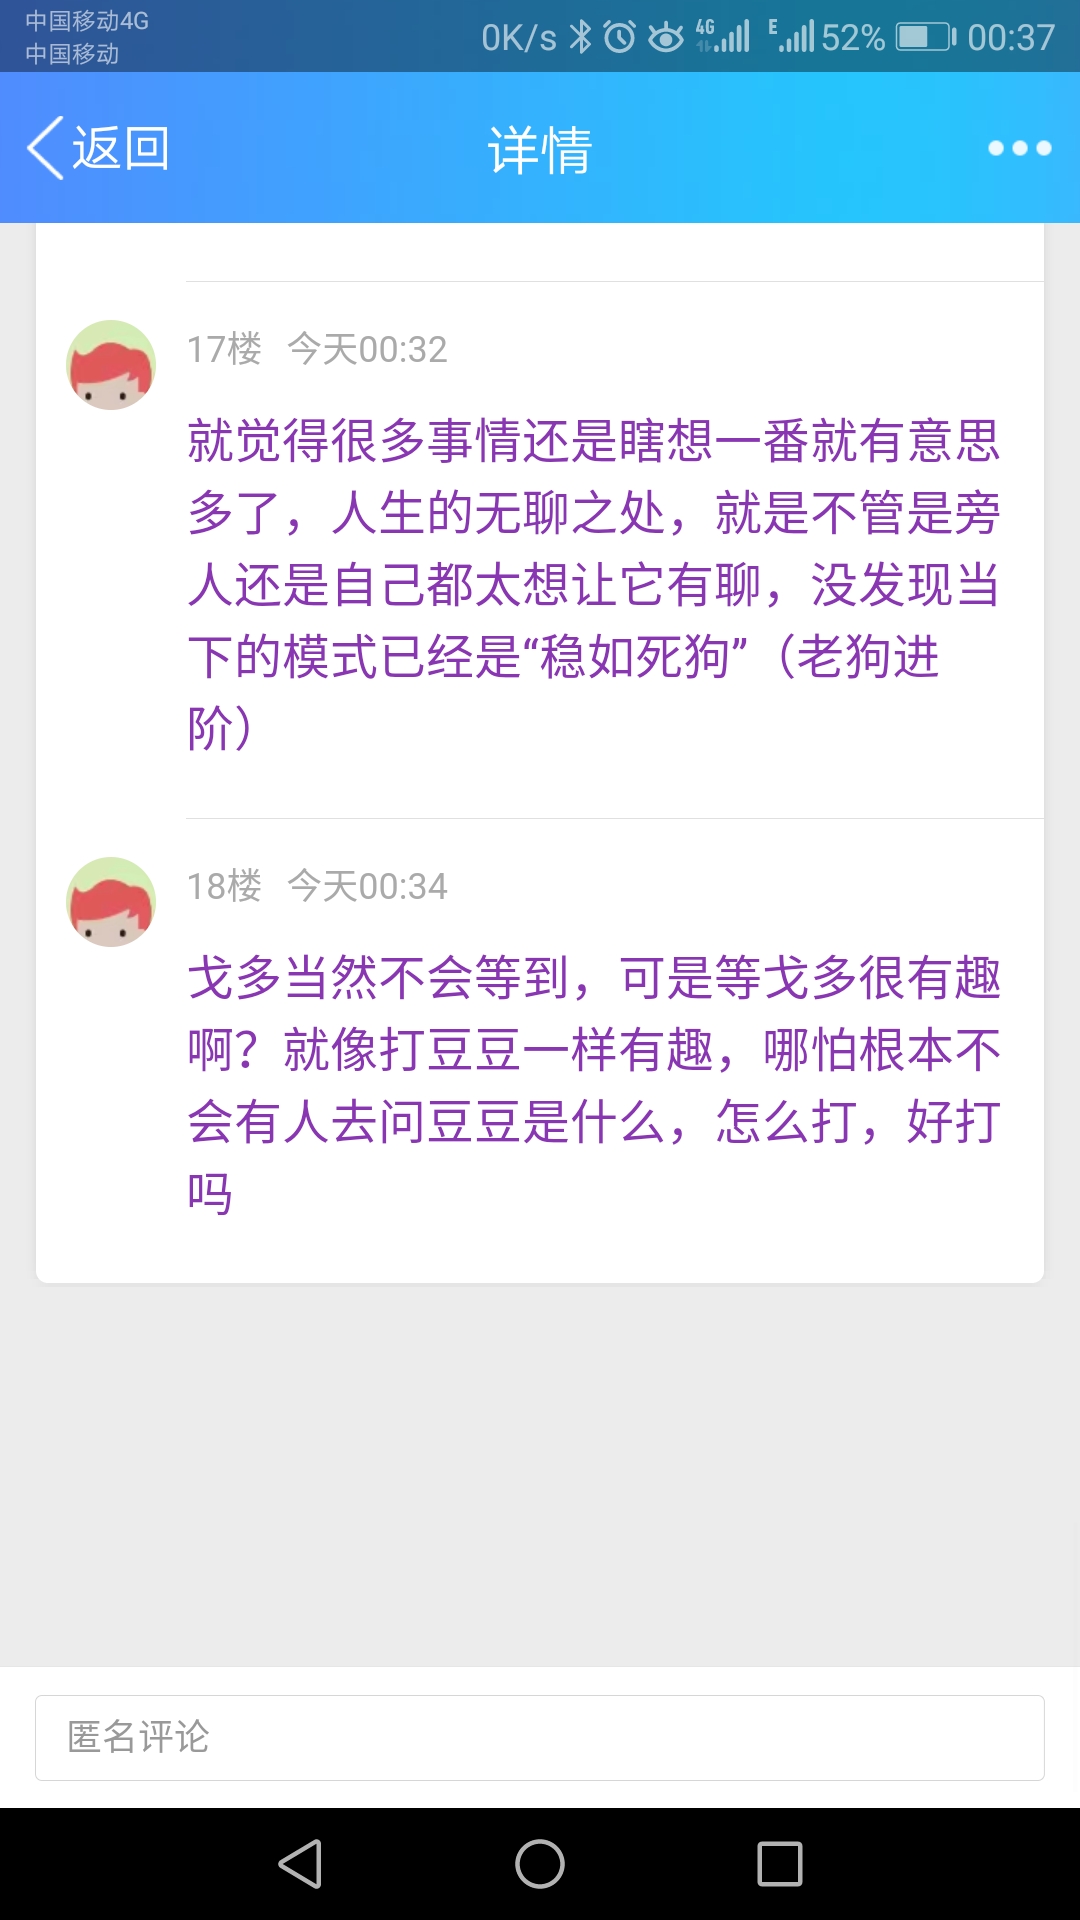 中国移动4G
中国移动
0K/s 4G E 52% 00:37
返回 详情
17楼 今天00:32
就觉得很多事情还是瞎想一番就有意思
多了，人生的无聊之处，就是不管是旁
人还是自己都太想让它有聊，没发现当
下的模式已经是“稳如死狗”（老狗进
阶）
18楼 今天00:34
戈多当然不会等到，可是等戈多很有趣
啊？就像打豆豆一样有趣，哪怕根本不
会有人去问豆豆是什么，怎么打，好打
吗
匿名评论